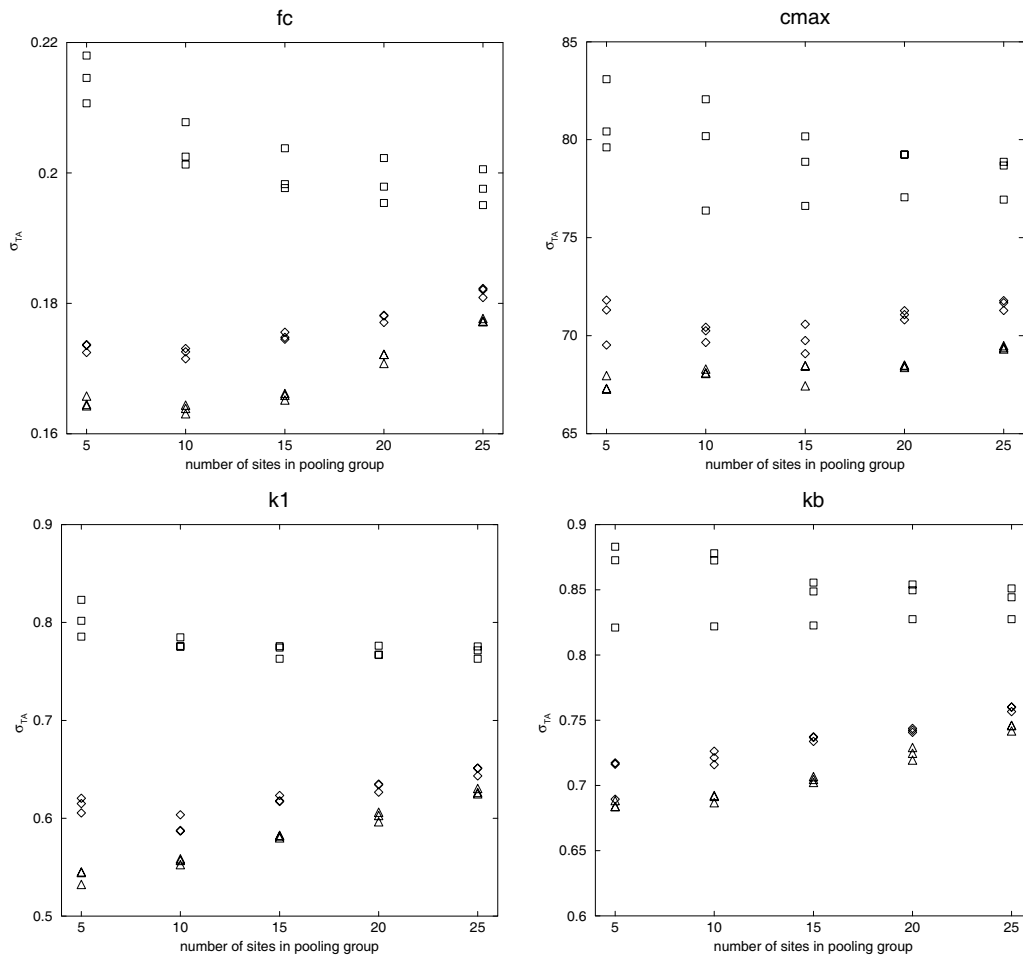 fc
0.22
0.2
0.18
0.16
σTA
5 10 15 20 25
number of sites in pooling group
cmax
85
80
75
70
65
σTA
5 10 15 20 25
number of sites in pooling group
k1
0.9
0.8
0.7
0.6
0.5
σTA
5 10 15 20 25
number of sites in pooling group
kb
0.9
0.85
0.8
0.75
0.7
0.65
0.6
σTA
5 10 15 20 25
number of sites in pooling group